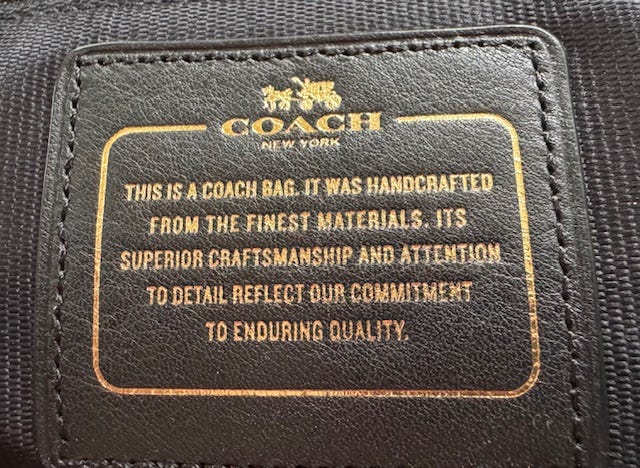 COACH
NEW YORK
THIS IS A COACH BAG. IT WAS HANDCRAFTED
FROM THE FINEST MATERIALS. ITS
SUPERIOR CRAFTSMANSHIP AND ATTENTION
TO DETAIL REFLECT OUR COMMITMENT
TO ENDURING QUALITY.